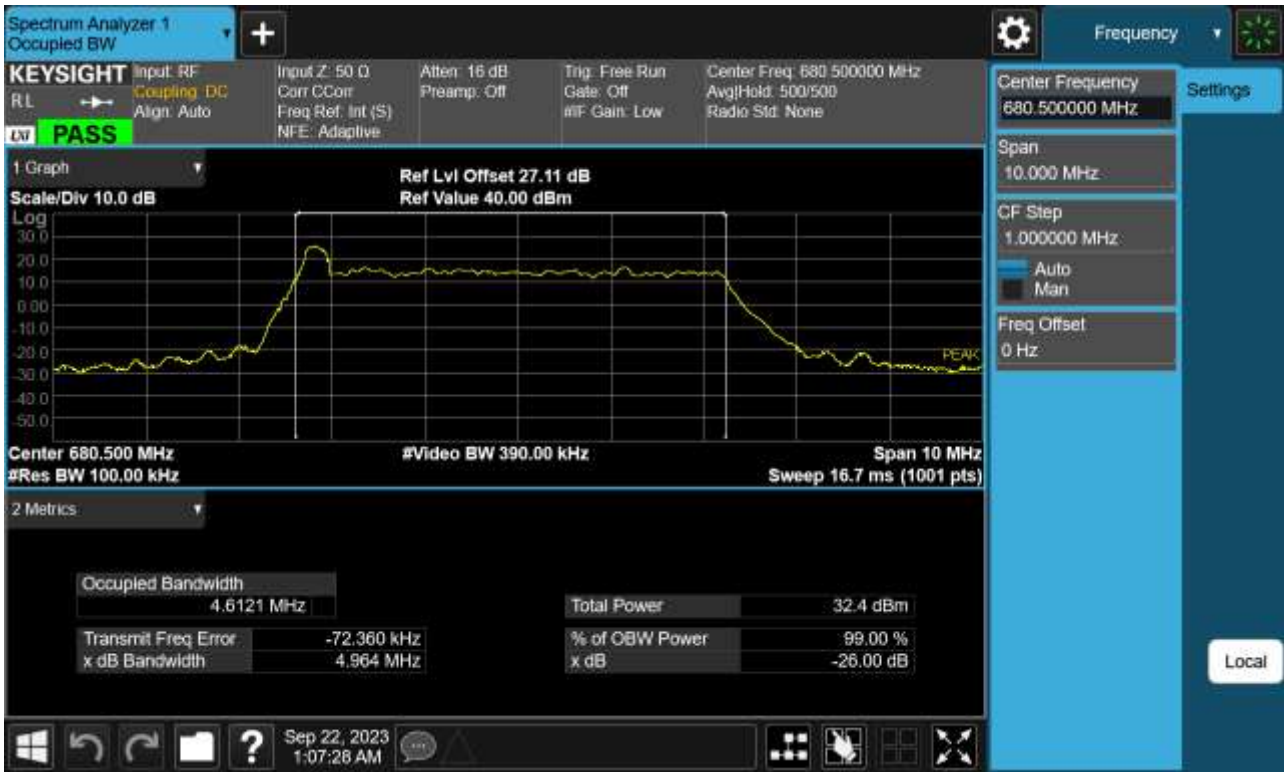 Spectrum Analyzer 1
Occupied BW
+
Frequency
KEYSIGHT
RL
LXI
PASS
Input: RF
Coupling: DC
Align: Auto
Input Z: 50 Ω
Corr CCorr
Freq Ref: Int (S)
NFE: Adaptive
Atten: 16 dB
Preamp: Off
Trig: Free Run
Gate: Off
#IF Gain: Low
Center Freq: 680.500000 MHz
Avg|Hold: 500/500
Radio Std: None
Center Frequency
680.500000 MHz
Settings
Span
10.000 MHz
CF Step
1.000000 MHz
Auto
Man
Freq Offset
0 Hz
Local
1 Graph
Scale/Div 10.0 dB
Ref Lvl Offset 27.11 dB
Ref Value 40.00 dBm
Log
30.0
20.0
10.0
0.00
-10.0
-20.0
-30.0
-40.0
-50.0
PEAK
Center 680.500 MHz
#Video BW 390.00 kHz
Span 10 MHz
#Res BW 100.00 kHz
Sweep 16.7 ms (1001 pts)
2 Metrics
Occupied Bandwidth
4.6121 MHz
Total Power 32.4 dBm
Transmit Freq Error -72.360 kHz
% of OBW Power 99.00 %
x dB Bandwidth 4.964 MHz
x dB -26.00 dB
?
Sep 22, 2023
1:07:28 AM